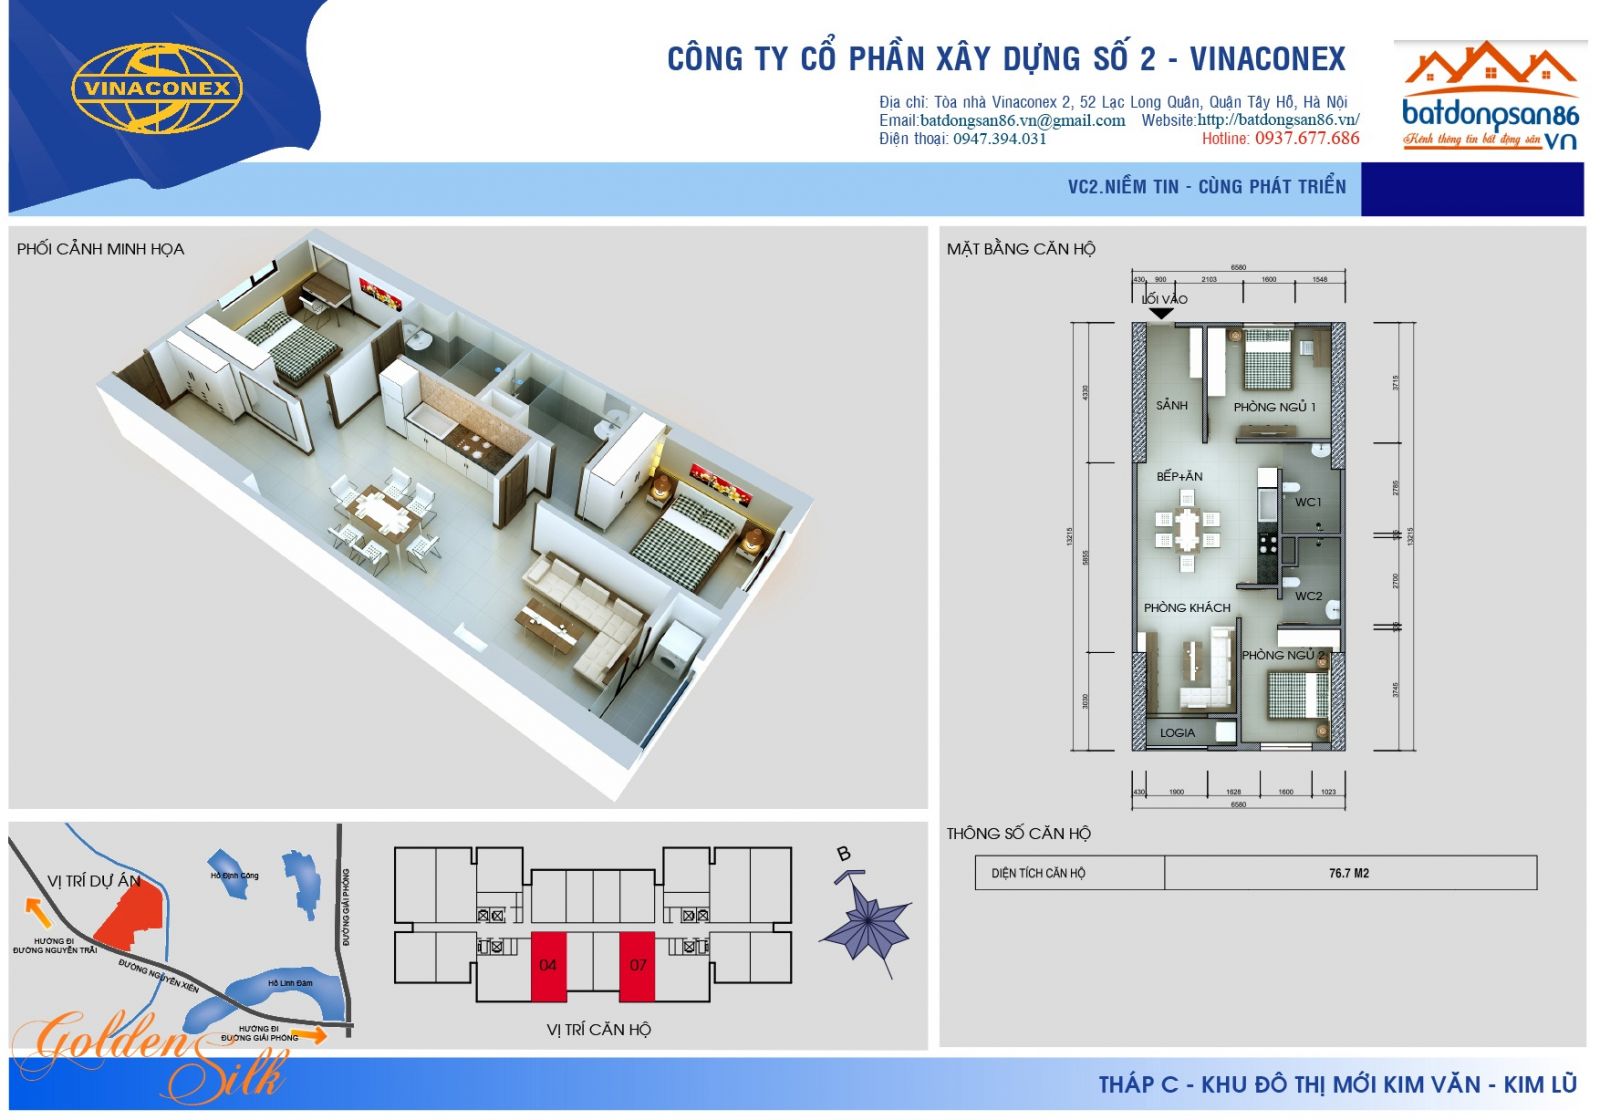 VINACONEX
CÔNG TY CỔ PHẦN XÂY DỰNG SỐ 2 - VINACONEX
Địa chỉ: Tòa nhà Vinaconex 2, 52 Lạc Long Quân, Quận Tây Hồ, Hà Nội
Email:batdongsan86.vn@gmail.com Website:http://batdongsan86.vn/
Điện thoại: 0947.394.031 Hotline: 0937.677.686
batdongsan86
Kênh thông tin bất động sản VN
VC2.NIỀM TIN - CÙNG PHÁT TRIỂN
PHỐI CẢNH MINH HỌA
MẶT BẰNG CĂN HỘ
6580
430 900 2103 1600 1548
LỐI VÀO
SẢNH
PHÒNG NGỦ 1
BẾP+ĂN
WC1
WC2
PHÒNG KHÁCH
PHÒNG NGỦ 2
LOGIA
4330
5855
3030
13215
3715
2785
2700
3745
13215
430 1900 1628 1600 1023
6580
THÔNG SỐ CĂN HỘ
DIỆN TÍCH CĂN HỘ 76.7 M2
VỊ TRÍ DỰ ÁN
Hồ Định Công
ĐƯỜNG GIẢI PHÓNG
HƯỚNG ĐI
ĐƯỜNG NGUYỄN TRÃI
ĐƯỜNG NGUYỄN XIỂN
Hồ Linh Đàm
HƯỚNG ĐI
ĐƯỜNG GIẢI PHÓNG
04
07
VỊ TRÍ CĂN HỘ
B
Golden Silk
THÁP C - KHU ĐÔ THỊ MỚI KIM VĂN - KIM LŨ